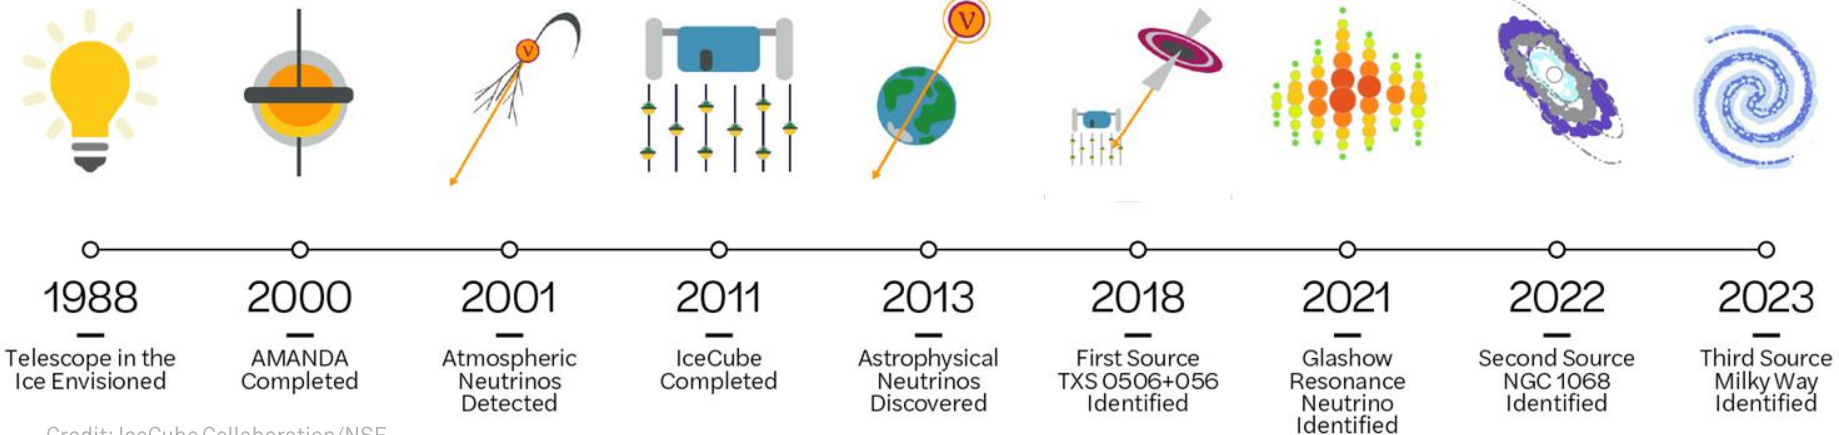 ν
ν
1988
Telescope in the
Ice Envisioned
2000
AMANDA
Completed
2001
Atmospheric
Neutrinos
Detected
2011
IceCube
Completed
2013
Astrophysical
Neutrinos
Discovered
2018
First Source
TXS 0506+056
Identified
2021
Glashow
Resonance
Neutrino
Identified
2022
Second Source
NGC 1068
Identified
2023
Third Source
Milky Way
Identified
Credit: IceCube Collaboration/NSF